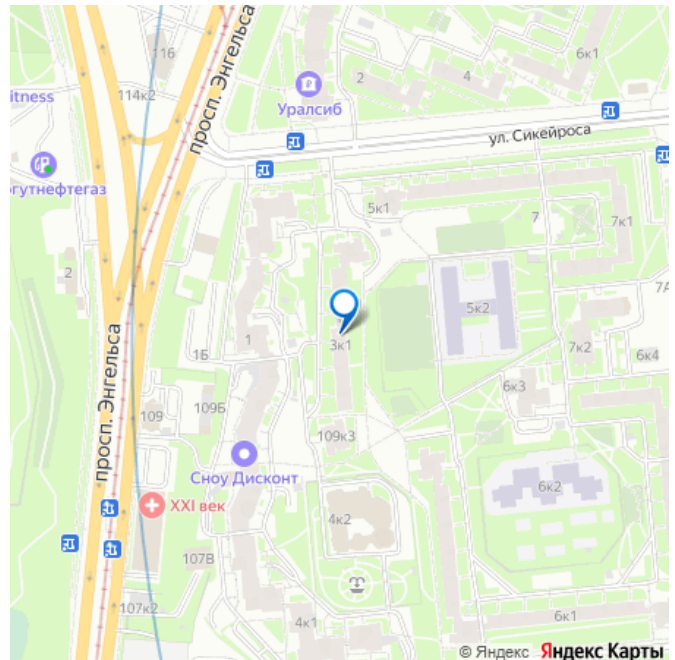 116
6к1
itness
114к2
2
4
Уралсиб
просп. Энгельса
ул. Сикейроса
огутнефтегаз
5к1
7
7к1
2
7А
5к2
1
3к1
1Б
7к2
6к4
просп. Энгельса
6к3
109
109Б
109к3
Сноу Дисконт
6к2
XXI век
4к2
107В
107к2
4к1
6к1
© Яндекс Яндекс Карты